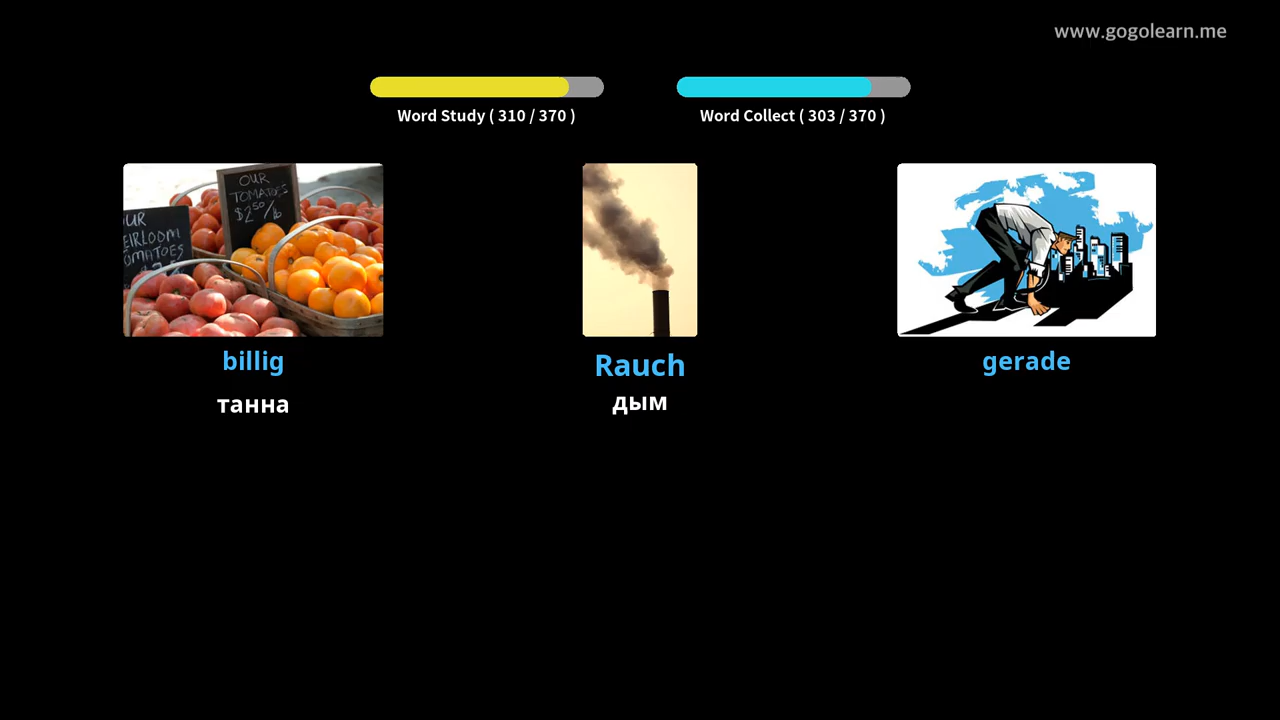 www.gogolearn.me
Word Study ( 310 / 370 )
Word Collect ( 303 / 370 )
OUR
TOMATOES
$2.50/lb
UR
EIRLOOM
OMATOES
billig
Rauch
gerade
танна
дым